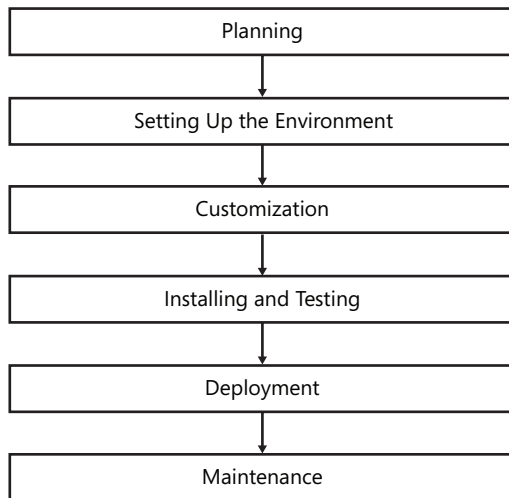 Planning
Setting Up the Environment
Customization
Installing and Testing
Deployment
Maintenance